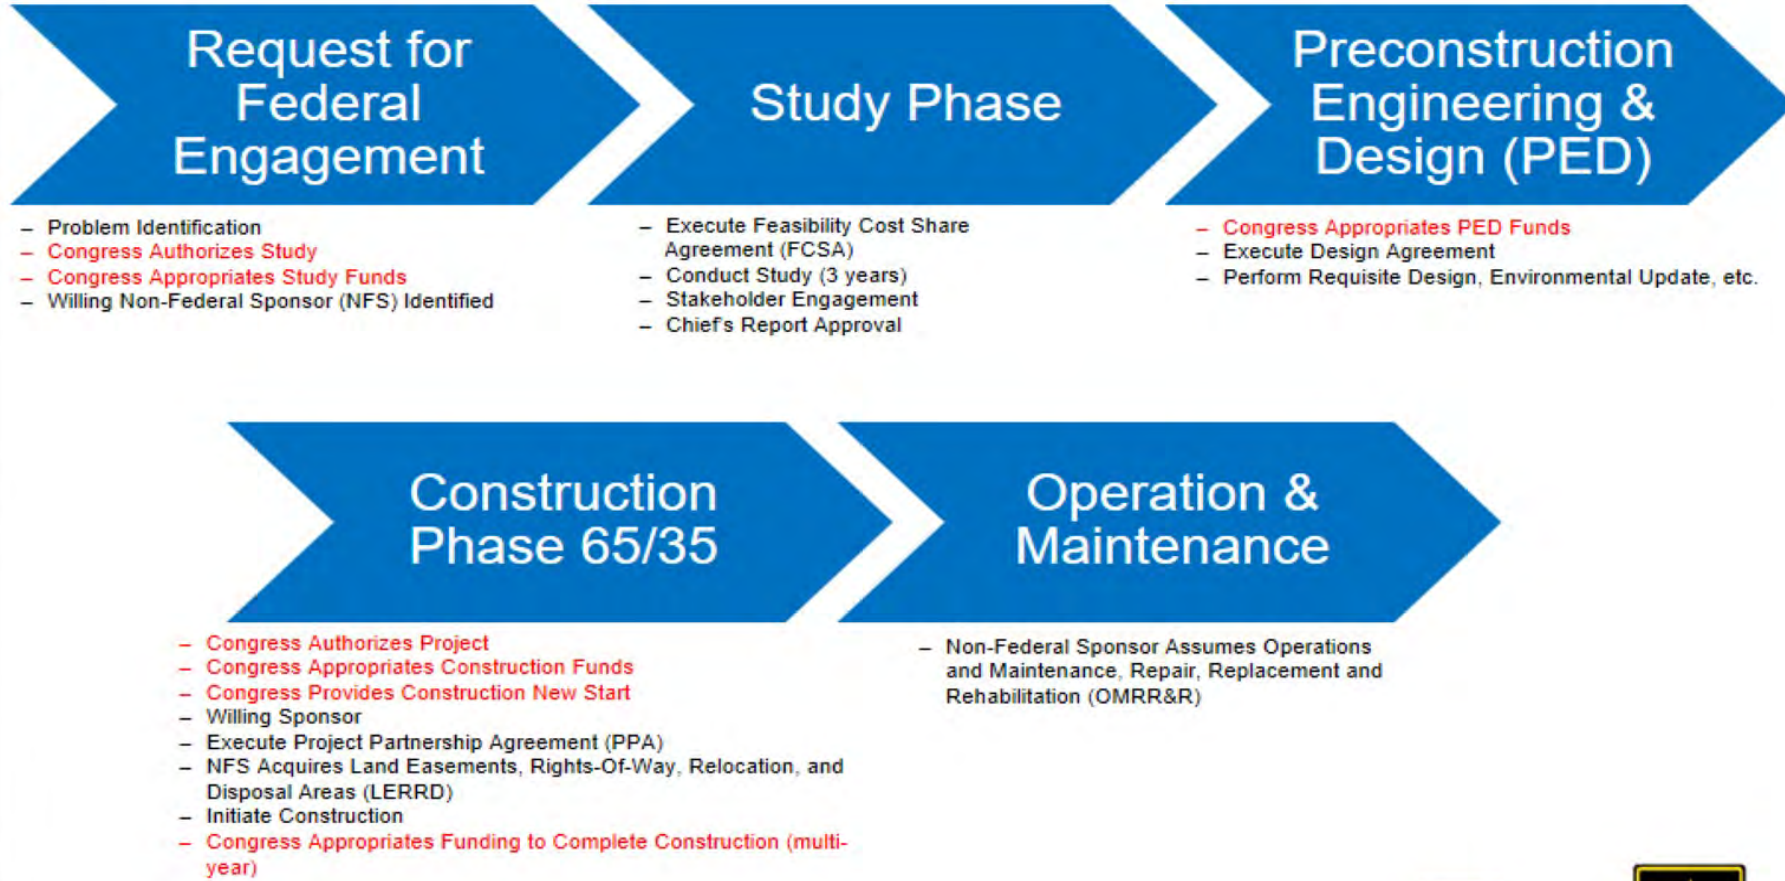 Request for
Federal
Engagement
– Problem Identification
– Congress Authorizes Study
– Congress Appropriates Study Funds
– Willing Non-Federal Sponsor (NFS) Identified
Study Phase
– Execute Feasibility Cost Share
Agreement (FCSA)
– Conduct Study (3 years)
– Stakeholder Engagement
– Chief's Report Approval
Preconstruction
Engineering &
Design (PED)
– Congress Appropriates PED Funds
– Execute Design Agreement
– Perform Requisite Design, Environmental Update, etc.
Construction
Phase 65/35
– Congress Authorizes Project
– Congress Appropriates Construction Funds
– Congress Provides Construction New Start
– Willing Sponsor
– Execute Project Partnership Agreement (PPA)
– NFS Acquires Land Easements, Rights-Of-Way, Relocation, and
Disposal Areas (LERRD)
– Initiate Construction
– Congress Appropriates Funding to Complete Construction (multi-
year)
Operation &
Maintenance
– Non-Federal Sponsor Assumes Operations
and Maintenance, Repair, Replacement and
Rehabilitation (OMRR&R)